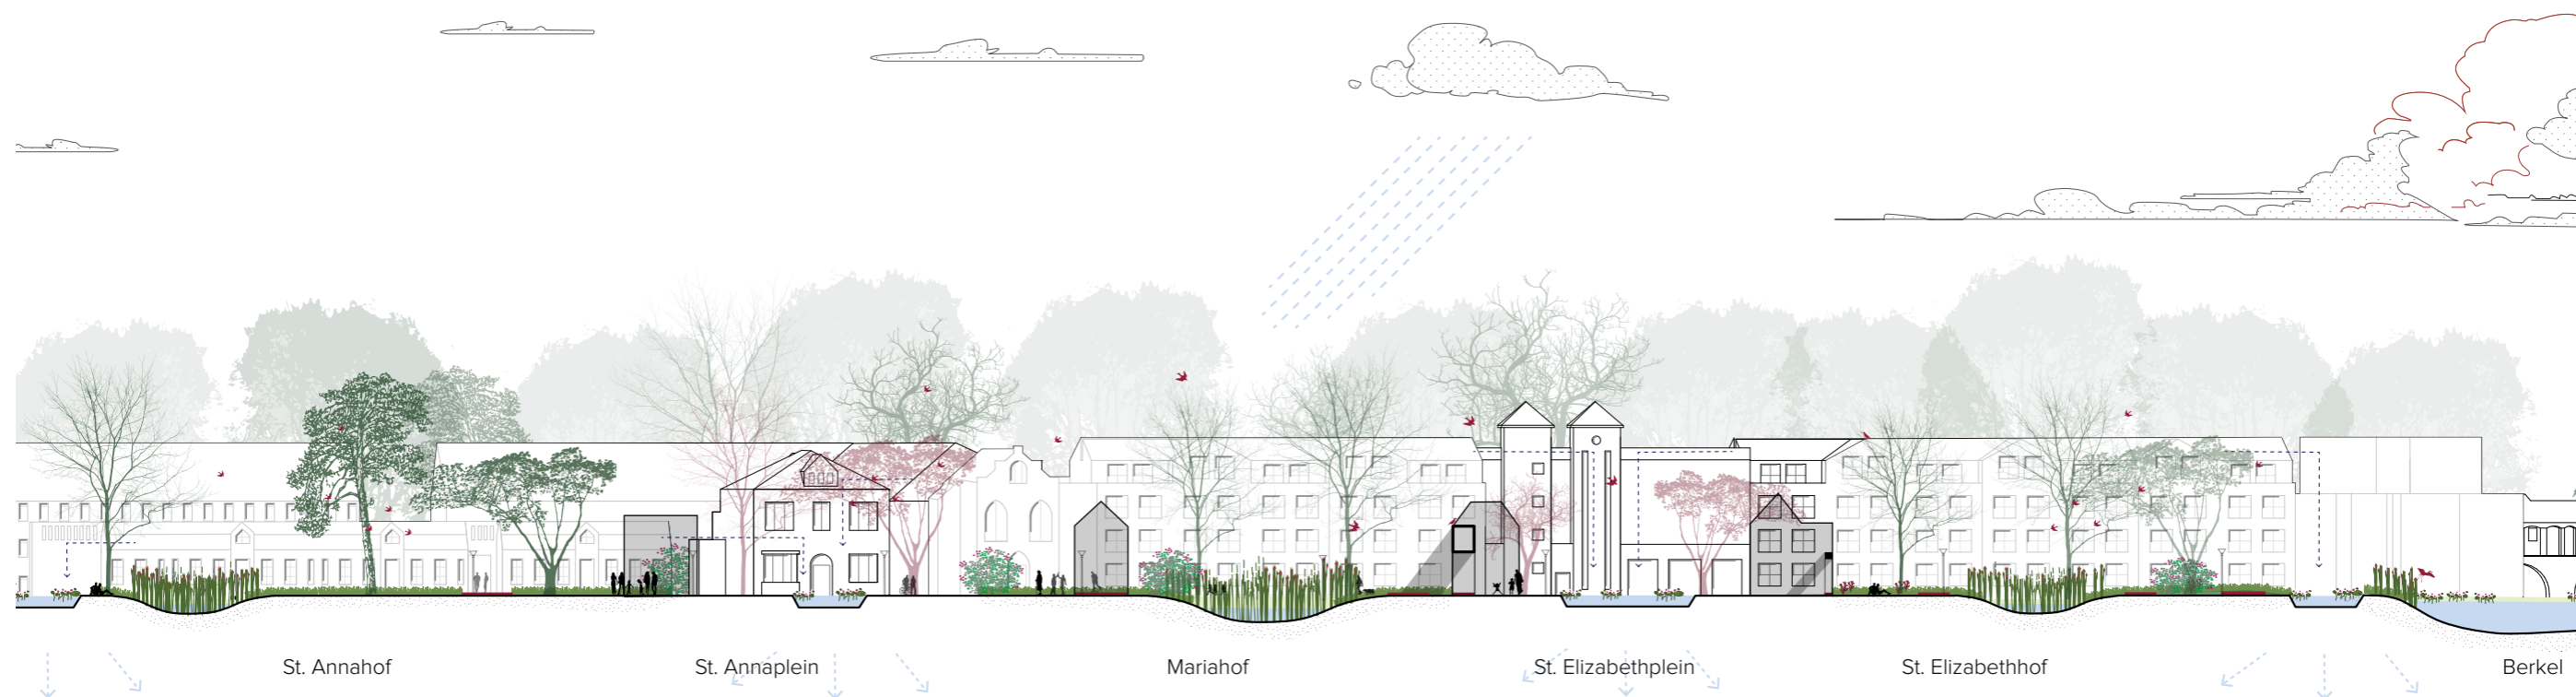 St. Annahof
St. Annaplein
Mariahof
St. Elizabethplein
St. Elizabethhof
Berkel